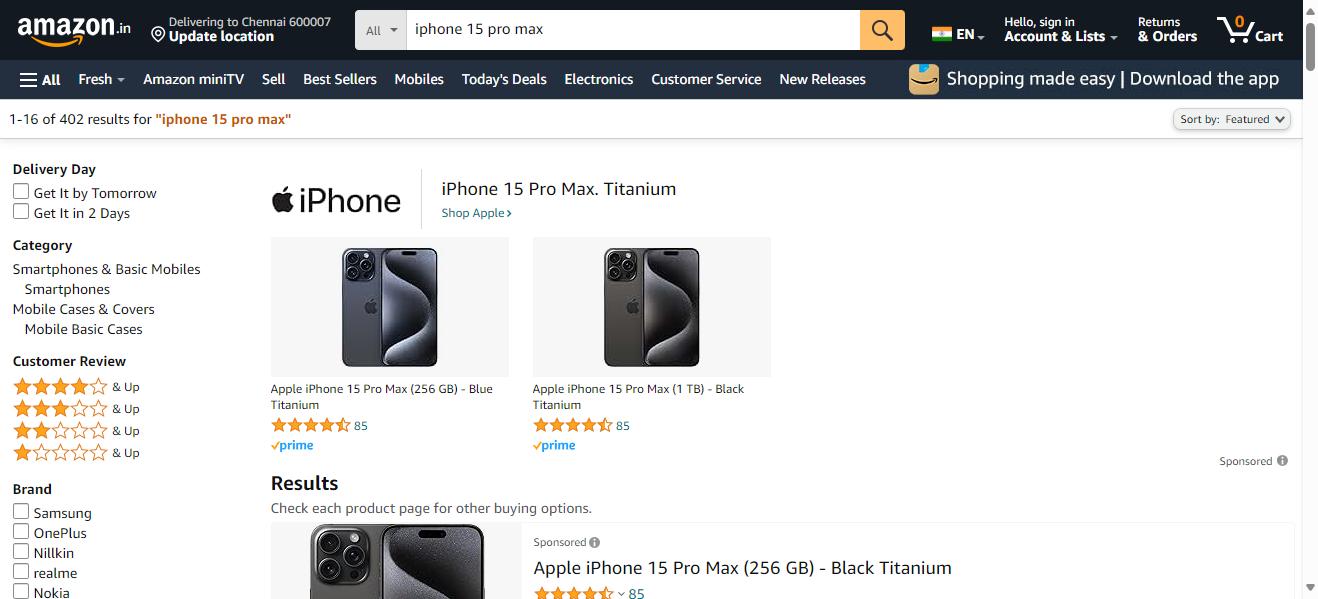 amazon.in
Delivering to Chennai 600007
Update location
All
iphone 15 pro max
EN
Hello, sign in
Account & Lists
Returns
& Orders
0
Cart
All
Fresh
Amazon miniTV
Sell
Best Sellers
Mobiles
Today's Deals
Electronics
Customer Service
New Releases
Shopping made easy | Download the app
1-16 of 402 results for "iphone 15 pro max"
Sort by: Featured
Delivery Day
Get It by Tomorrow
Get It in 2 Days
Category
Smartphones & Basic Mobiles
Smartphones
Mobile Cases & Covers
Mobile Basic Cases
Customer Review
& Up
& Up
& Up
& Up
Brand
Samsung
OnePlus
Nillkin
realme
Nokia
iPhone
iPhone 15 Pro Max. Titanium
Shop Apple
Apple iPhone 15 Pro Max (256 GB) - Blue
Titanium
85
prime
Apple iPhone 15 Pro Max (1 TB) - Black
Titanium
85
prime
Sponsored
Results
Check each product page for other buying options.
Sponsored
Apple iPhone 15 Pro Max (256 GB) - Black Titanium
85